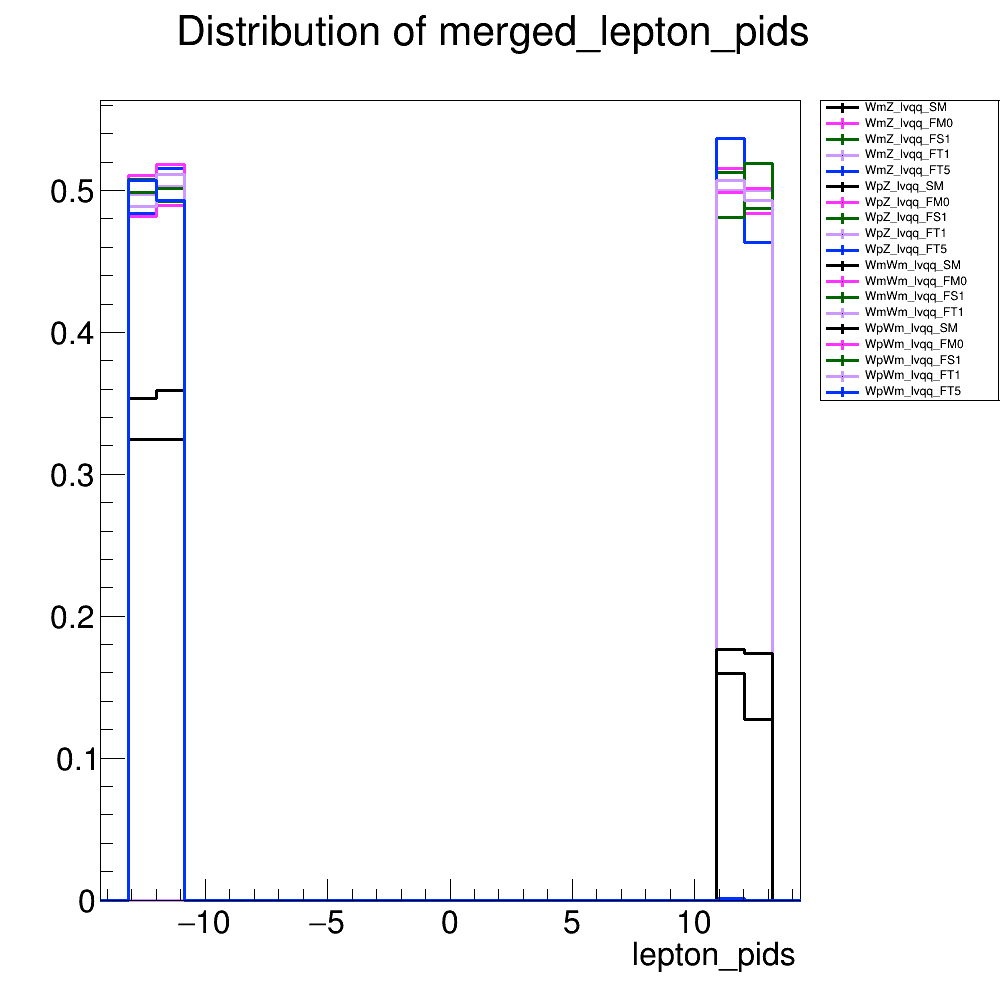 Distribution of merged_lepton_pids
WmZ_lvqq_SM
WmZ_lvqq_FM0
WmZ_lvqq_FS1
WmZ_lvqq_FT1
WmZ_lvqq_FT5
WpZ_lvqq_SM
WpZ_lvqq_FM0
WpZ_lvqq_FS1
WpZ_lvqq_FT1
WpZ_lvqq_FT5
WmWm_lvqq_SM
WmWm_lvqq_FM0
WmWm_lvqq_FS1
WmWm_lvqq_FT1
WpWm_lvqq_SM
WpWm_lvqq_FM0
WpWm_lvqq_FS1
WpWm_lvqq_FT1
WpWm_lvqq_FT5
0.5
0.4
0.3
0.2
0.1
0
−10 −5 0 5 10
lepton_pids